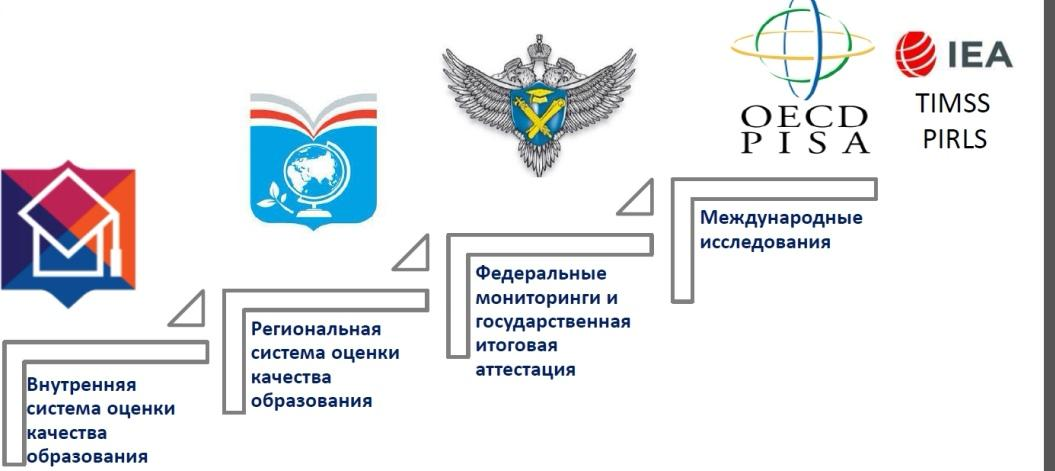 IEA
OECD
PISA
TIMSS
PIRLS
Международные
исследования
Федеральные
мониторинги и
государственная
итоговая
аттестация
Региональная
система оценки
качества
образования
Внутренняя
система оценки
качества
образования